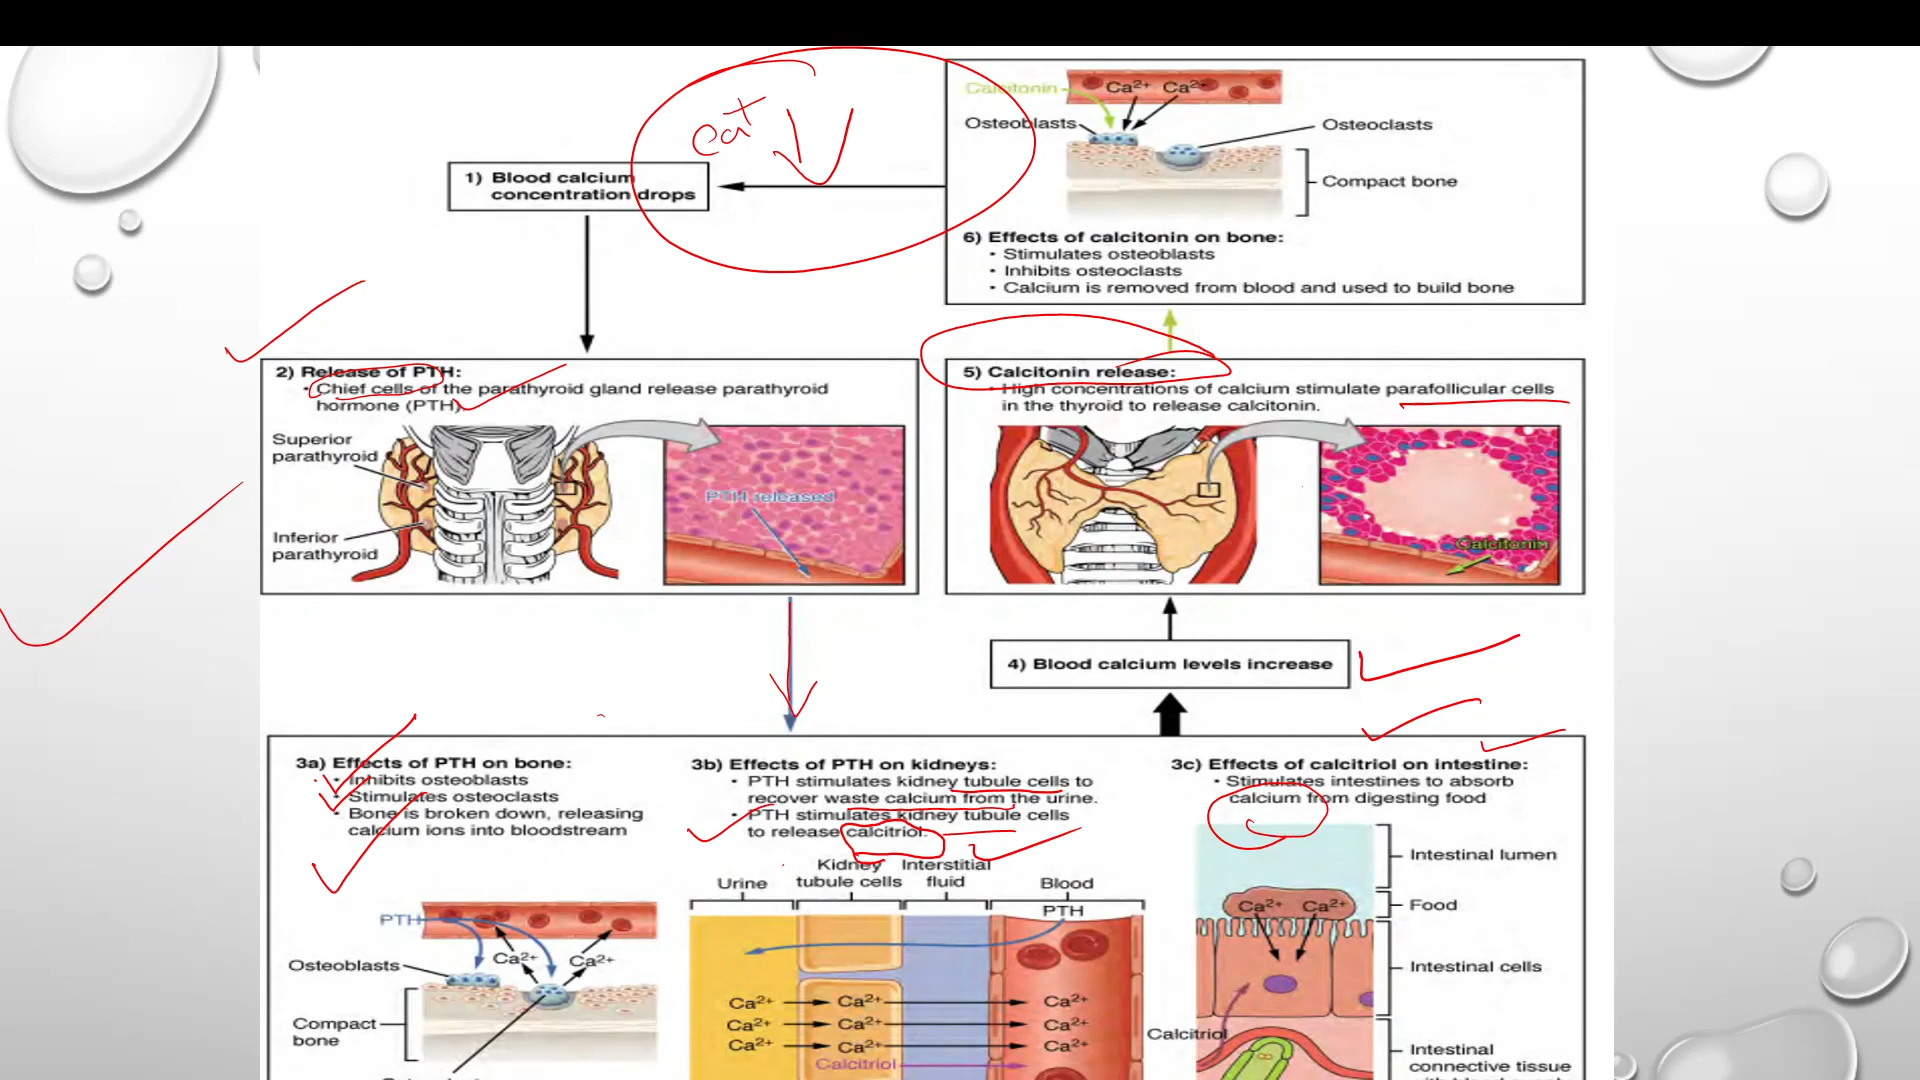 Calcitonin
Ca2+ Ca2+
Osteoblasts
Osteoclasts
Compact bone
6) Effects of calcitonin on bone:
• Stimulates osteoblasts
• Inhibits osteoclasts
• Calcium is removed from blood and used to build bone
ca+
1) Blood calcium
concentration drops
2) Release of PTH:
• Chief cells of the parathyroid gland release parathyroid
hormone (PTH).
Superior
parathyroid
PTH released
Inferior
parathyroid
5) Calcitonin release:
• High concentrations of calcium stimulate parafollicular cells
in the thyroid to release calcitonin.
Calcitonin
4) Blood calcium levels increase
3a) Effects of PTH on bone:
• Inhibits osteoblasts
• Stimulates osteoclasts
• Bone is broken down, releasing
calcium ions into bloodstream
PTH
Ca2+ Ca2+
Osteoblasts
Compact
bone
3b) Effects of PTH on kidneys:
• PTH stimulates kidney tubule cells to
recover waste calcium from the urine.
• PTH stimulates kidney tubule cells
to release calcitriol.
Urine
Kidney
tubule cells
Interstitial
fluid
Blood
PTH
Ca2+ Ca2+ Ca2+
Ca2+ Ca2+ Ca2+
Ca2+ Ca2+ Ca2+
Calcitriol
3c) Effects of calcitriol on intestine:
• Stimulates intestines to absorb
calcium from digesting food
Intestinal lumen
Ca2+ Ca2+
Food
Intestinal cells
Calcitriol
Intestinal
connective tissue